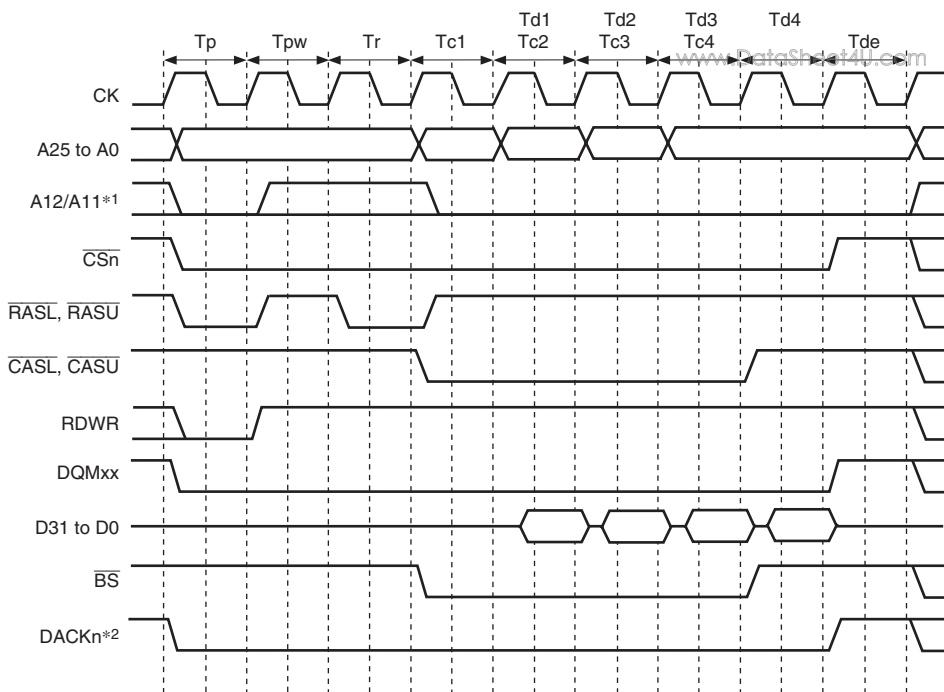 Td1 Td2 Td3 Td4
Tp Tpw Tr Tc1 Tc2 Tc3 Tc4 Tde
www.DataSheet4U.com
CK
A25 to A0
A12/A11*1
CSn
RASL, RASU
CASL, CASU
RDWR
DQMxx
D31 to D0
BS
DACKn*2